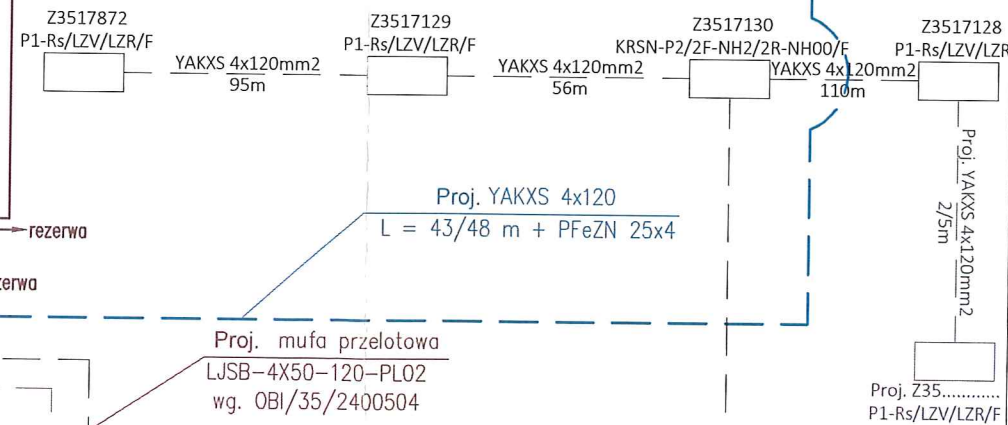 Z3517872
P1-Rs/LZV/LZR/F
YAKXS 4x120mm2
95m
Z3517129
P1-Rs/LZV/LZR/F
YAKXS 4x120mm2
56m
Z3517130
KRSN-P2/2F-NH2/2R-NH00/F
YAKXS 4x120mm2
110m
Z3517128
P1-Rs/LZV/LZR
Proj. YAKXS 4x120mm2
2/5m
Proj. YAKXS 4x120
L = 43/48 m + PFeZN 25x4
rezerwa
zerwa
Proj. mufa przelotowa
LJSB-4X50-120-PL02
wg. OBI/35/2400504
Proj. Z35............
P1-Rs/LZV/LZR/F